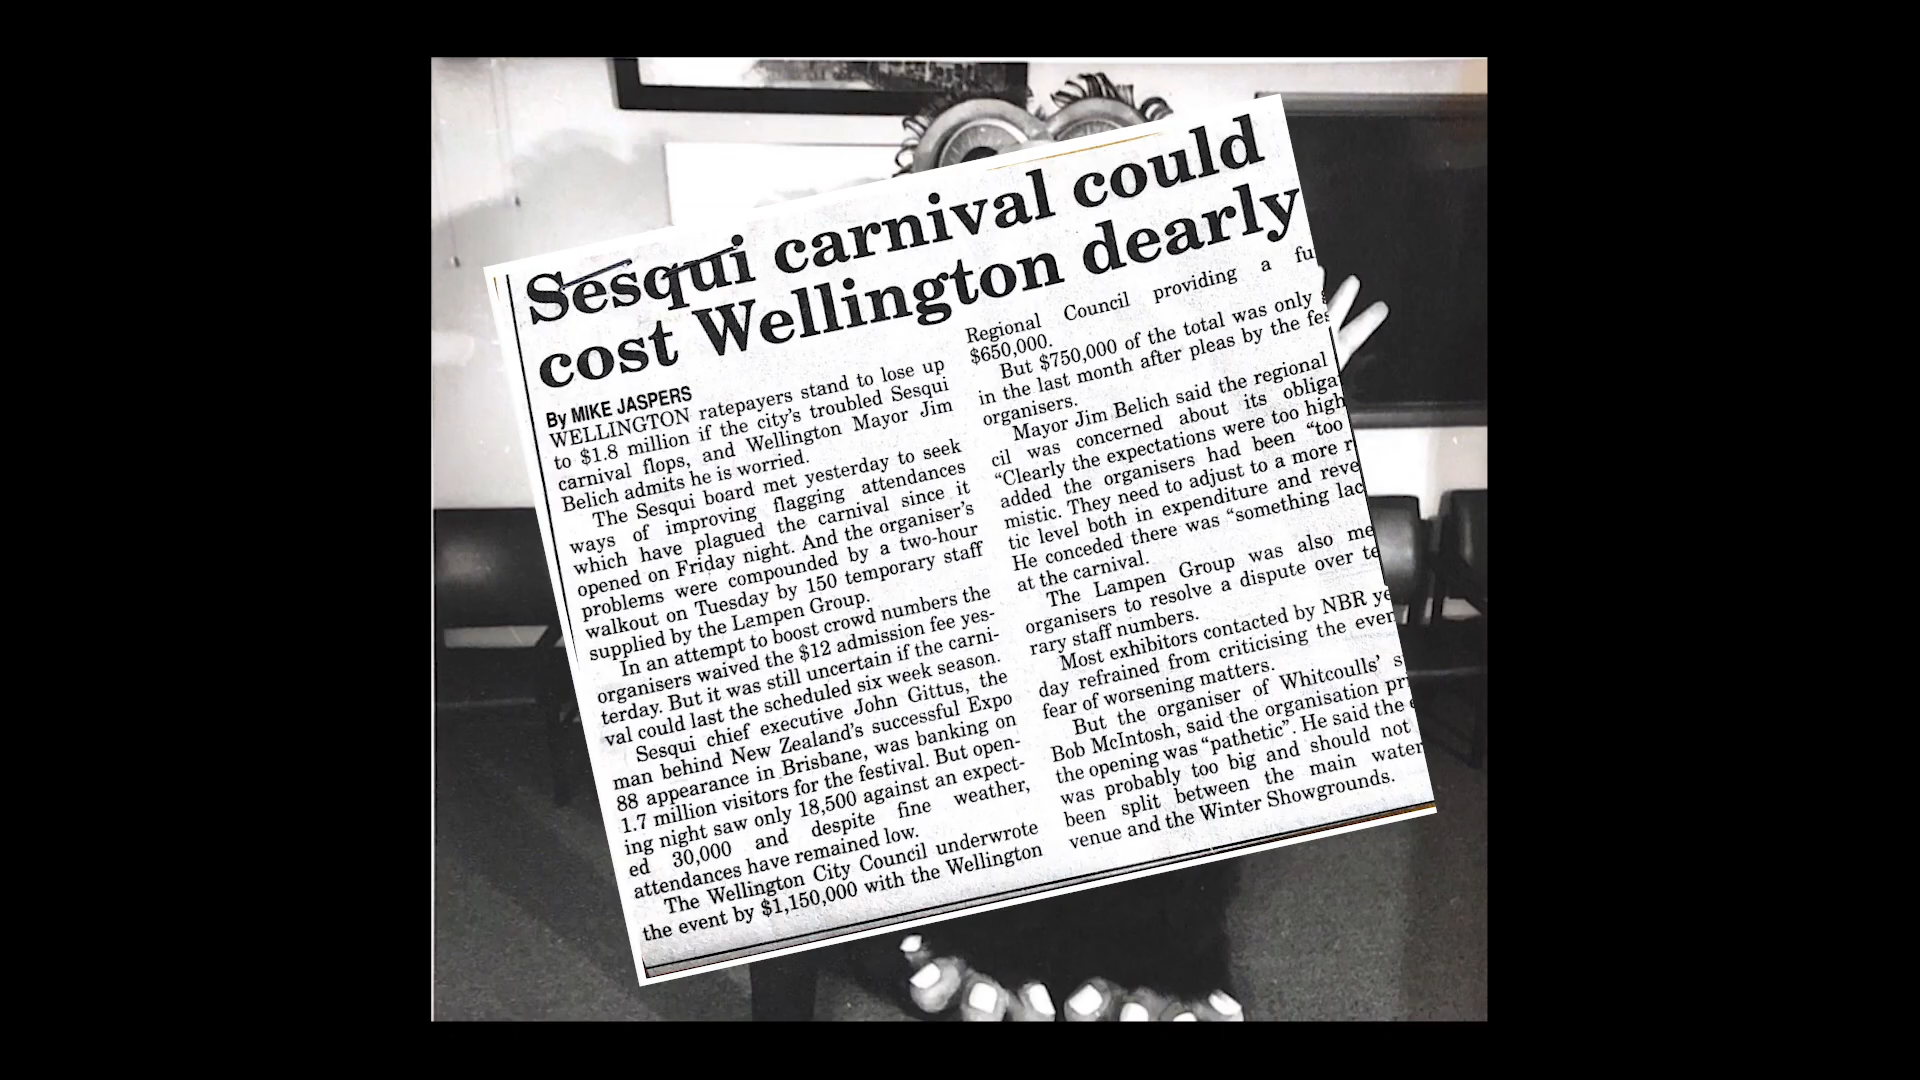 Sesqui carnival could
cost Wellington dearly
By MIKE JASPERS
WELLINGTON ratepayers stand to lose up
to $1.8 million if the city's troubled Sesqui
carnival flops, and Wellington Mayor Jim
Belich admits he is worried.
The Sesqui board met yesterday to seek
ways of improving flagging attendances
which have plagued the carnival since it
opened on Friday night. And the organiser's
problems were compounded by a two-hour
walkout on Tuesday by 150 temporary staff
supplied by the Lampen Group.
In an attempt to boost crowd numbers the
organisers waived the $12 admission fee yes-
terday. But it was still uncertain if the carni-
val could last the scheduled six week season.
Sesqui chief executive John Gittus, the
man behind New Zealand's successful Expo
88 appearance in Brisbane, was banking on
1.7 million visitors for the festival. But open-
ing night saw only 18,500 against an expect-
ed 30,000 and despite fine weather,
attendances have remained low.
The Wellington City Council underwrote
the event by $1,150,000 with the Wellington
Regional Council providing a fu
$650,000.
But $750,000 of the total was only
in the last month after pleas by the fes
organisers.
Mayor Jim Belich said the regional
cil was concerned about its obliga
"Clearly the expectations were too high
added the organisers had been "too
mistic. They need to adjust to a more r
tic level both in expenditure and reve
He conceded there was "something lac
at the carnival.
The Lampen Group was also me
organisers to resolve a dispute over te
rary staff numbers.
Most exhibitors contacted by NBR ye
day refrained from criticising the even
fear of worsening matters.
But the organiser of Whitcoulls' s
Bob McIntosh, said the organisation pri
the opening was "pathetic". He said the
was probably too big and should not
been split between the main water
venue and the Winter Showgrounds.